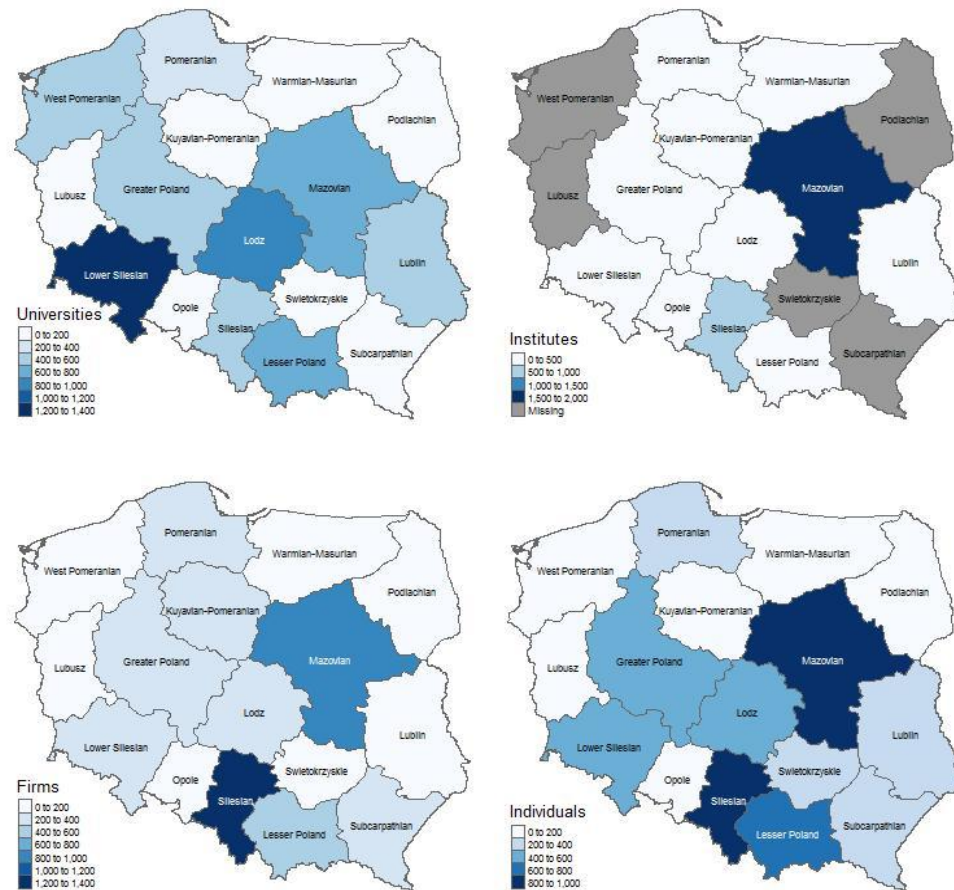 Pomeranian
Warmian-Masurian
West Pomeranian
Podlachian
Kuyavian-Pomeranian
Lubusz
Greater Poland
Mazovian
Lodz
Lublin
Lower Silesian
Opole
Silesian
Swietokrzyskie
Lesser Poland
Subcarpathian
Universities
0 to 200
200 to 400
400 to 600
600 to 800
800 to 1,000
1,000 to 1,200
1,200 to 1,400
Pomeranian
Warmian-Masurian
West Pomeranian
Podlachian
Kuyavian-Pomeranian
Lubusz
Greater Poland
Mazovian
Lodz
Lublin
Lower Silesian
Opole
Silesian
Swietokrzyskie
Lesser Poland
Subcarpathian
Institutes
0 to 500
500 to 1,000
1,000 to 1,500
1,500 to 2,000
Missing
Pomeranian
Warmian-Masurian
West Pomeranian
Podlachian
Kuyavian-Pomeranian
Lubusz
Greater Poland
Mazovian
Lodz
Lublin
Lower Silesian
Opole
Silesian
Swietokrzyskie
Lesser Poland
Subcarpathian
Firms
0 to 200
200 to 400
400 to 600
600 to 800
800 to 1,000
1,000 to 1,200
1,200 to 1,400
Pomeranian
Warmian-Masurian
West Pomeranian
Podlachian
Kuyavian-Pomeranian
Lubusz
Greater Poland
Mazovian
Lodz
Lublin
Lower Silesian
Opole
Silesian
Swietokrzyskie
Lesser Poland
Subcarpathian
Individuals
0 to 200
200 to 400
400 to 600
600 to 800
800 to 1,000